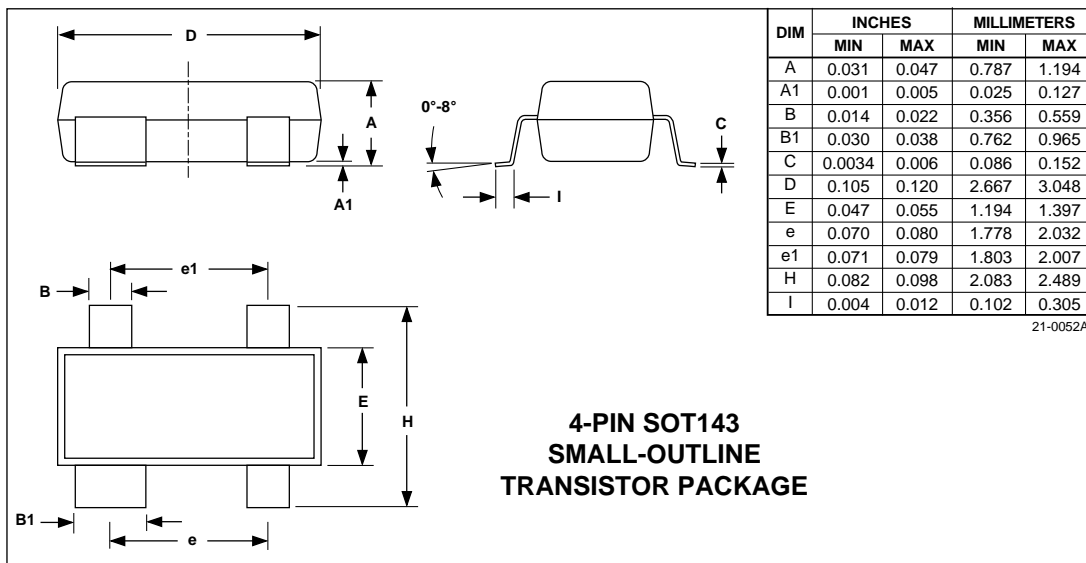 D
A
A1
0°-8°
C
I
e1
B
E
H
B1
e
DIM INCHES MILLIMETERS
MIN MAX MIN MAX
A 0.031 0.047 0.787 1.194
A1 0.001 0.005 0.025 0.127
B 0.014 0.022 0.356 0.559
B1 0.030 0.038 0.762 0.965
C 0.0034 0.006 0.086 0.152
D 0.105 0.120 2.667 3.048
E 0.047 0.055 1.194 1.397
e 0.070 0.080 1.778 2.032
e1 0.071 0.079 1.803 2.007
H 0.082 0.098 2.083 2.489
I 0.004 0.012 0.102 0.305
21-0052A
4-PIN SOT143
SMALL-OUTLINE
TRANSISTOR PACKAGE